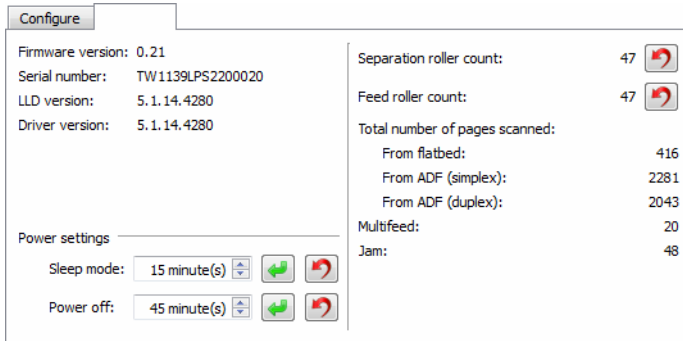 Configure
Firmware version: 0.21
Serial number: TW1139LPS2200020
LLD version: 5.1.14.4280
Driver version: 5.1.14.4280
Power settings
Sleep mode: 15 minute(s)
Power off: 45 minute(s)
Separation roller count: 47
Feed roller count: 47
Total number of pages scanned:
From flatbed: 416
From ADF (simplex): 2281
From ADF (duplex): 2043
Multifeed: 20
Jam: 48